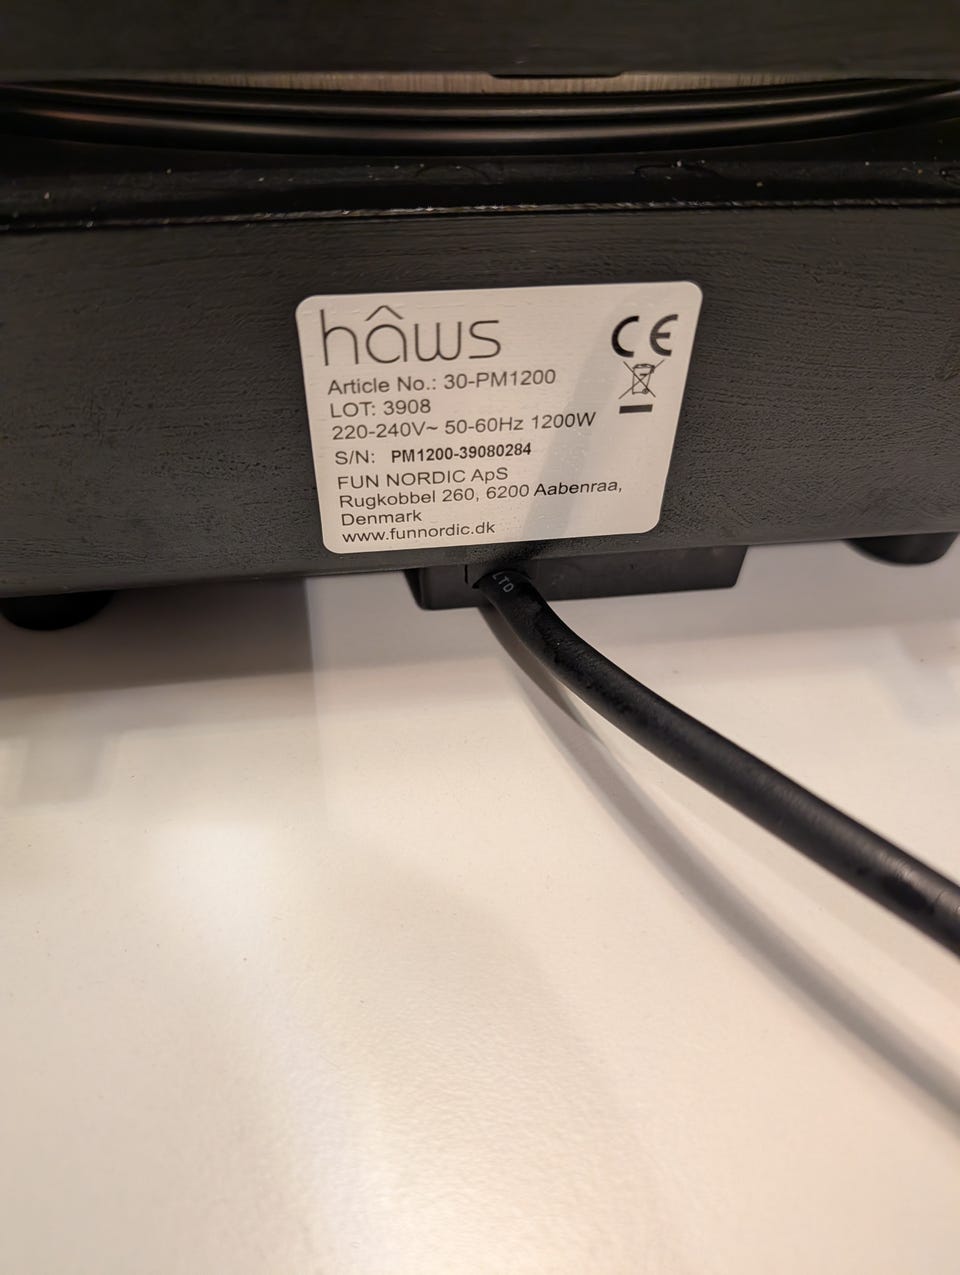 hâws
CE
Article No.: 30-PM1200
LOT: 3908
220-240V~ 50-60Hz 1200W
S/N: PM1200-39080284
FUN NORDIC ApS
Rugkobbel 260, 6200 Aabenraa,
Denmark
www.funnordic.dk
LTD